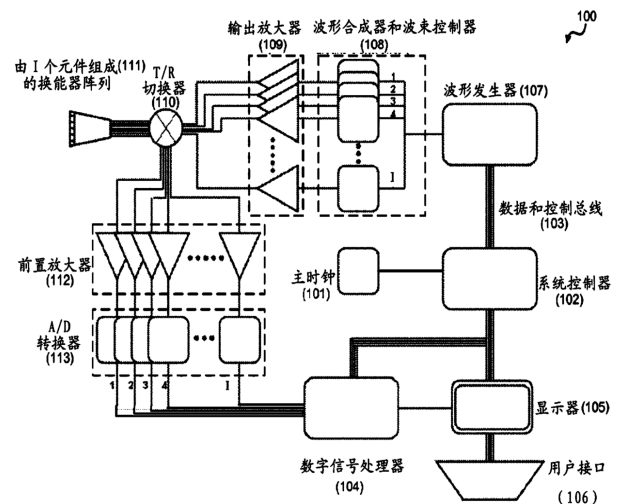 100
输出放大器
(109)
波形合成器和波束控制器
(108)
由I个元件组成(111)
的换能器阵列
T/R
切换器
(110)
1
2
3
4
I
波形发生器(107)
数据和控制总线
(103)
前置放大器
(112)
主时钟
(101)
系统控制器
(102)
A/D
转换器
(113)
1
2
3
4
I
显示器(105)
数字信号处理器
(104)
用户接口
(106)